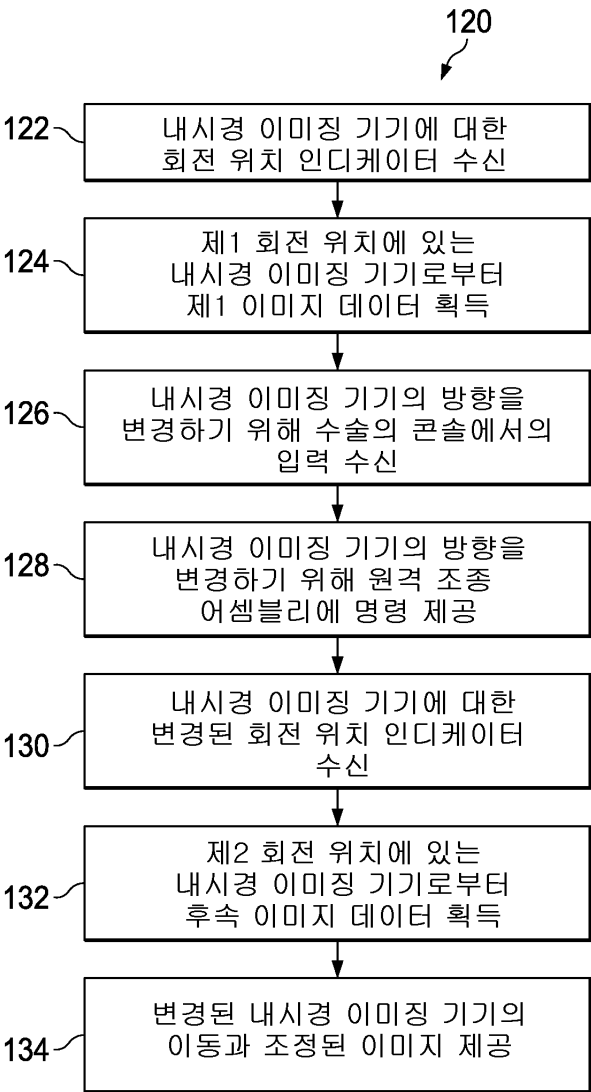 120
122
내시경 이미징 기기에 대한
회전 위치 인디케이터 수신
124
제1 회전 위치에 있는
내시경 이미징 기기로부터
제1 이미지 데이터 획득
126
내시경 이미징 기기의 방향을
변경하기 위해 수술의 콘솔에서의
입력 수신
128
내시경 이미징 기기의 방향을
변경하기 위해 원격 조종
어셈블리에 명령 제공
130
내시경 이미징 기기에 대한
변경된 회전 위치 인디케이터
수신
132
제2 회전 위치에 있는
내시경 이미징 기기로부터
후속 이미지 데이터 획득
134
변경된 내시경 이미징 기기의
이동과 조정된 이미지 제공